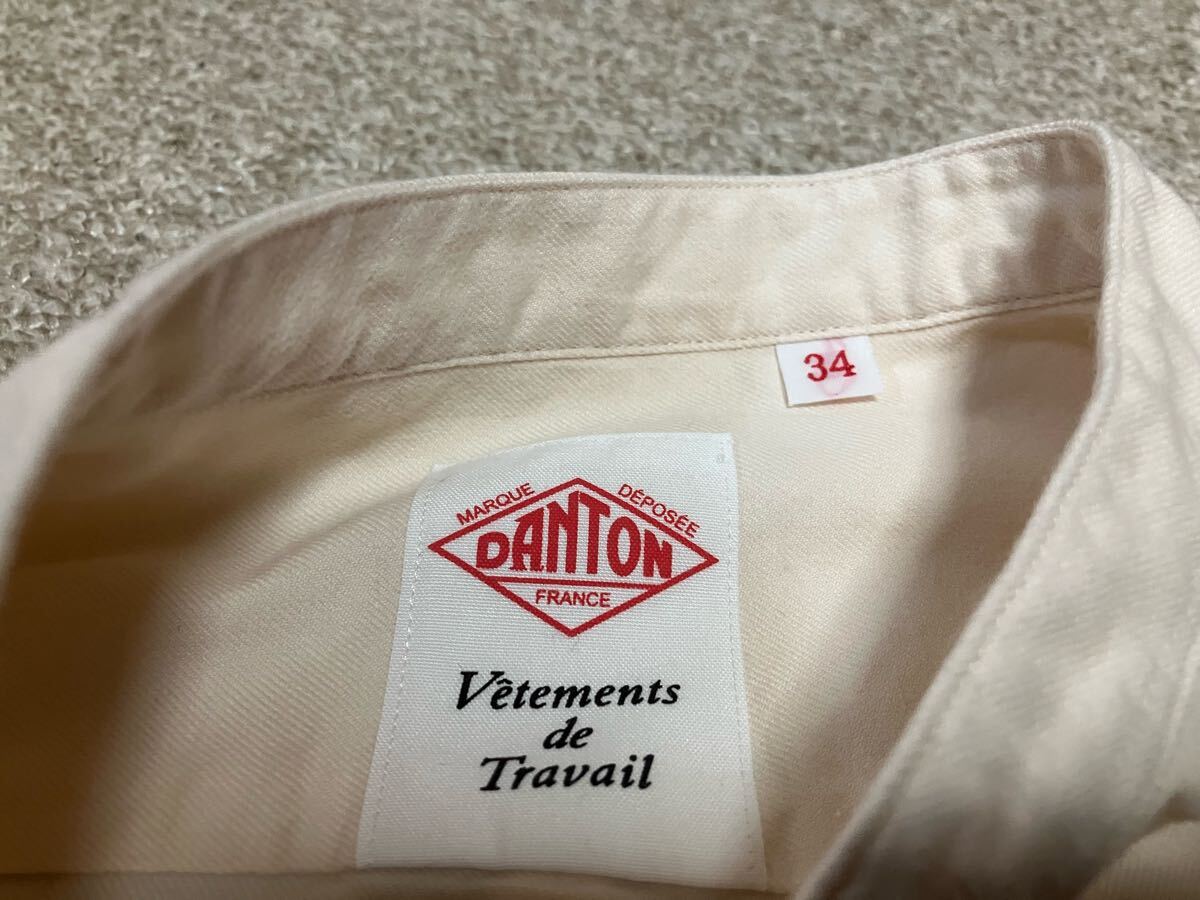 34
MARQUE DÉPOSÉE
DANTON
FRANCE
Vêtements
de
Travail